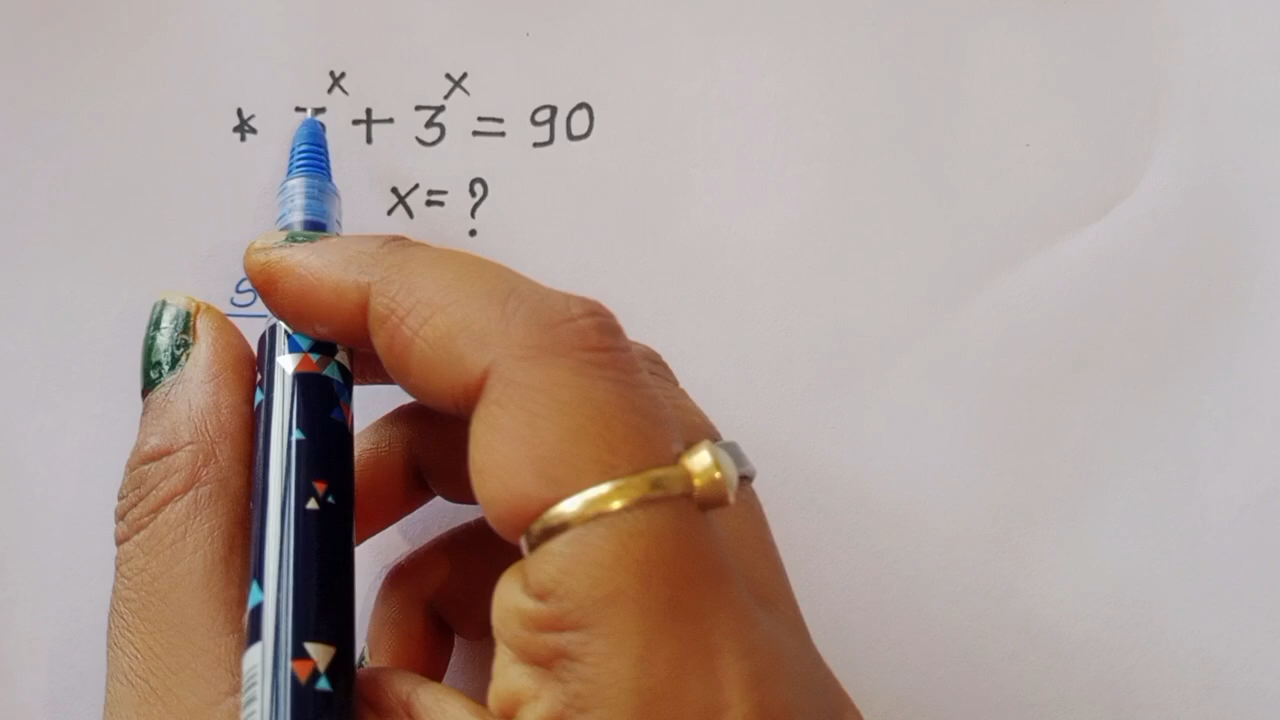 * ^x + 3^x = 90
x = ?
S